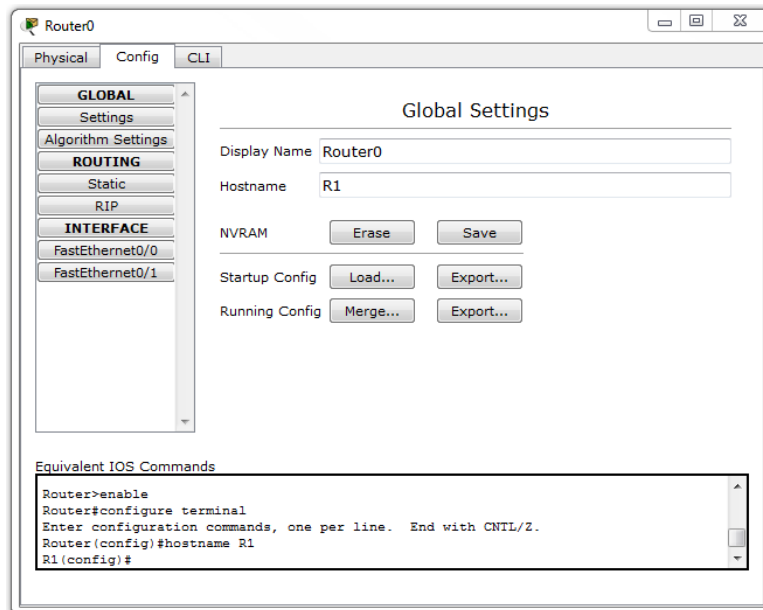 Router0
Physical Config CLI
GLOBAL
Settings
Algorithm Settings
ROUTING
Static
RIP
INTERFACE
FastEthernet0/0
FastEthernet0/1
Global Settings
Display Name Router0
Hostname R1
NVRAM Erase Save
Startup Config Load... Export...
Running Config Merge... Export...
Equivalent IOS Commands
Router>enable
Router#configure terminal
Enter configuration commands, one per line.  End with CNTL/Z.
Router(config)#hostname R1
R1(config)#